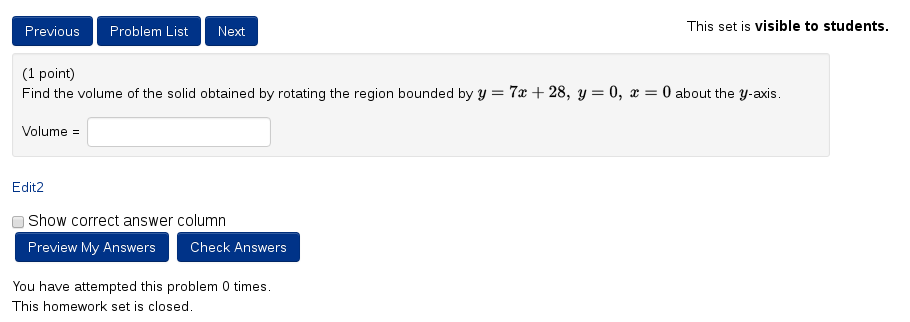 Previous Problem List Next This set is visible to students.
(1 point)
Find the volume of the solid obtained by rotating the region bounded by y = 7x + 28, y = 0, x = 0 about the y-axis.
Volume =
Edit2
Show correct answer column
Preview My Answers Check Answers
You have attempted this problem 0 times.
This homework set is closed.